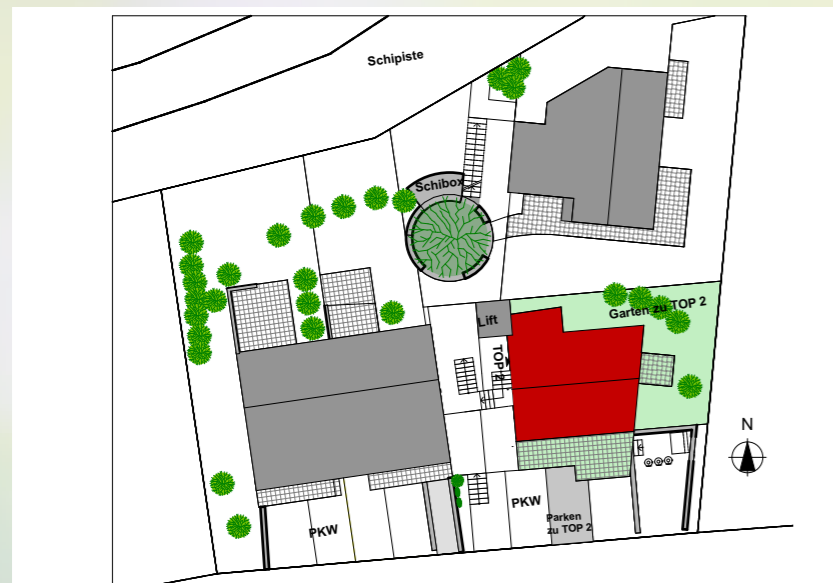 Schipiste
Schibox
Garten zu TOP 2
Lift
TOP 2
N
PKW
PKW
Parken
zu TOP 2